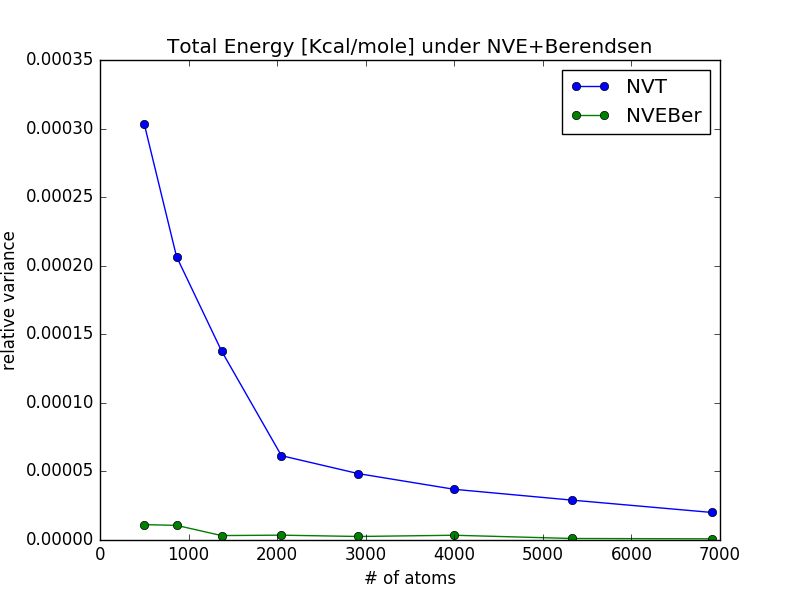 Total Energy [Kcal/mole] under NVE+Berendsen
0.00035
0.00030
0.00025
0.00020
0.00015
0.00010
0.00005
0.00000
relative variance
NVT
NVEBer
0 1000 2000 3000 4000 5000 6000 7000
# of atoms